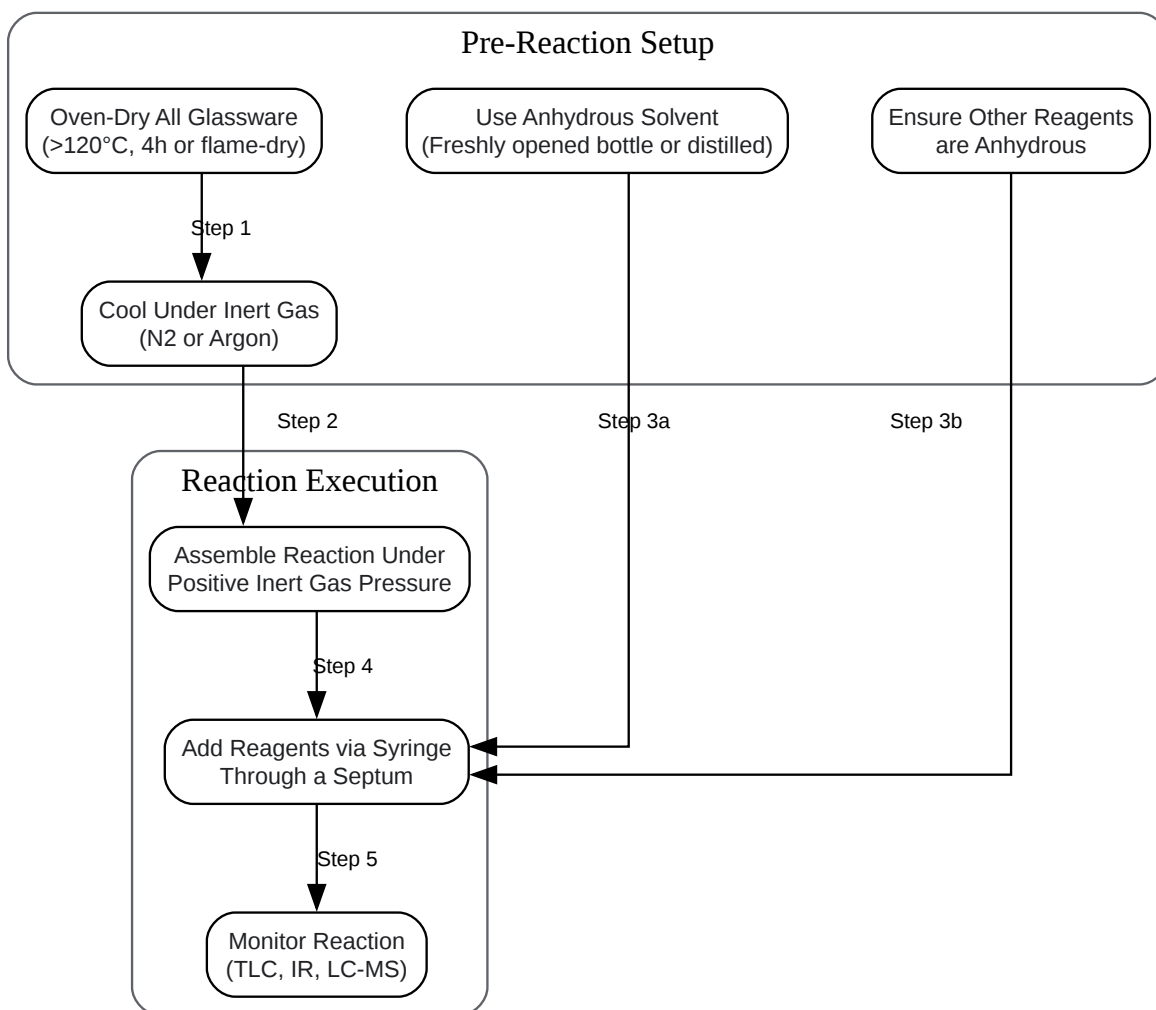 Pre-Reaction Setup
Oven-Dry All Glassware
(>120°C, 4h or flame-dry)
Use Anhydrous Solvent
(Freshly opened bottle or distilled)
Ensure Other Reagents
are Anhydrous
Step 1
Cool Under Inert Gas
(N2 or Argon)
Step 2
Step 3a
Step 3b
Reaction Execution
Assemble Reaction Under
Positive Inert Gas Pressure
Step 4
Add Reagents via Syringe
Through a Septum
Step 5
Monitor Reaction
(TLC, IR, LC-MS)